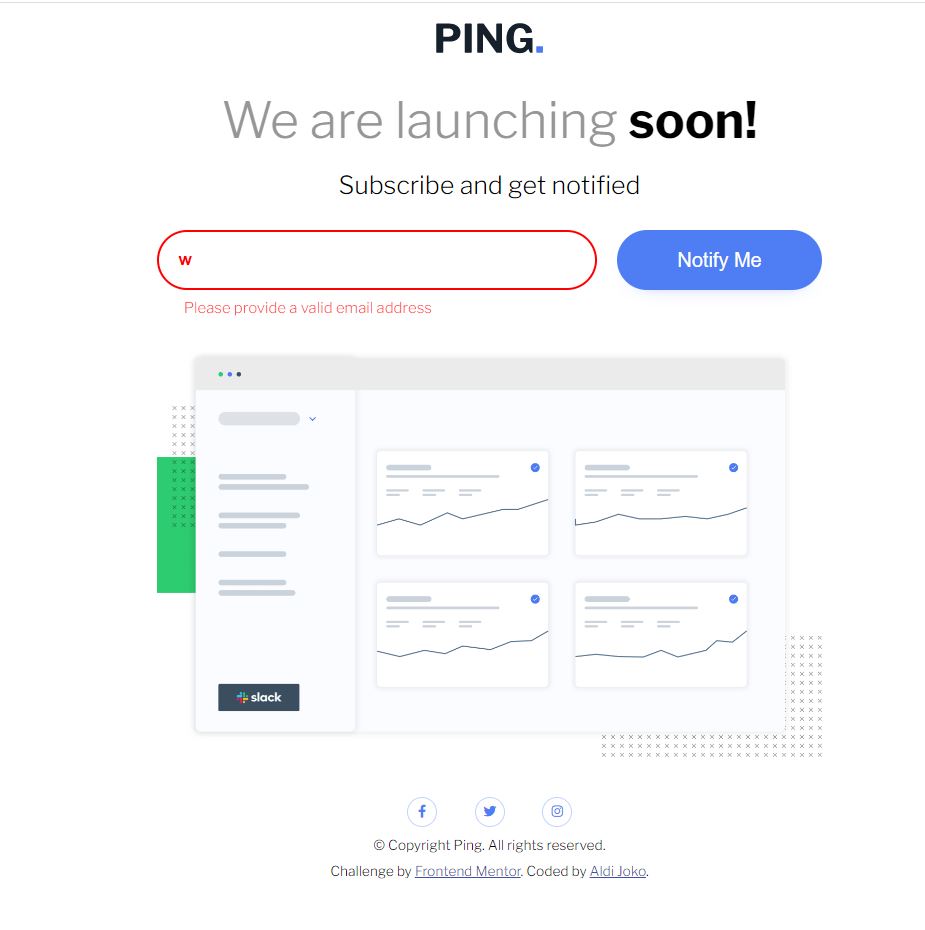 PING.
We are launching soon!
Subscribe and get notified
w
Notify Me
Please provide a valid email address
slack
© Copyright Ping. All rights reserved.
Challenge by Frontend Mentor. Coded by Aldi Joko.